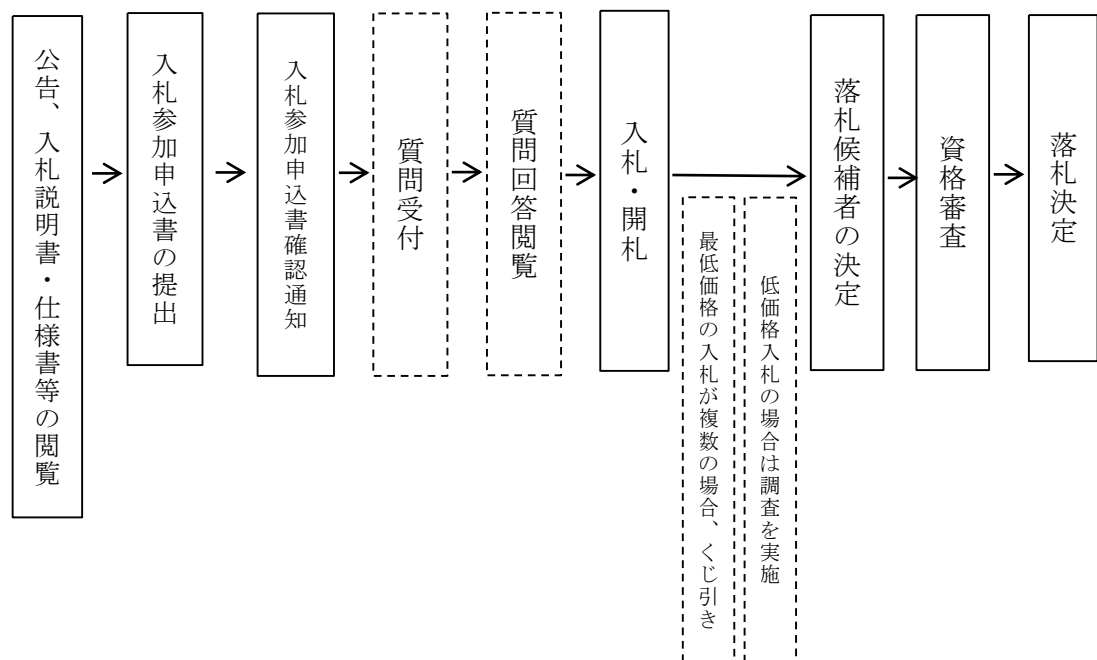 公告、入札説明書・仕様書等の閲覧
入札参加申込書の提出
入札参加申込書確認通知
質問受付
質問回答閲覧
入札・開札
最低価格の入札が複数の場合、くじ引き
低価格入札の場合は調査を実施
落札候補者の決定
資格審査
落札決定